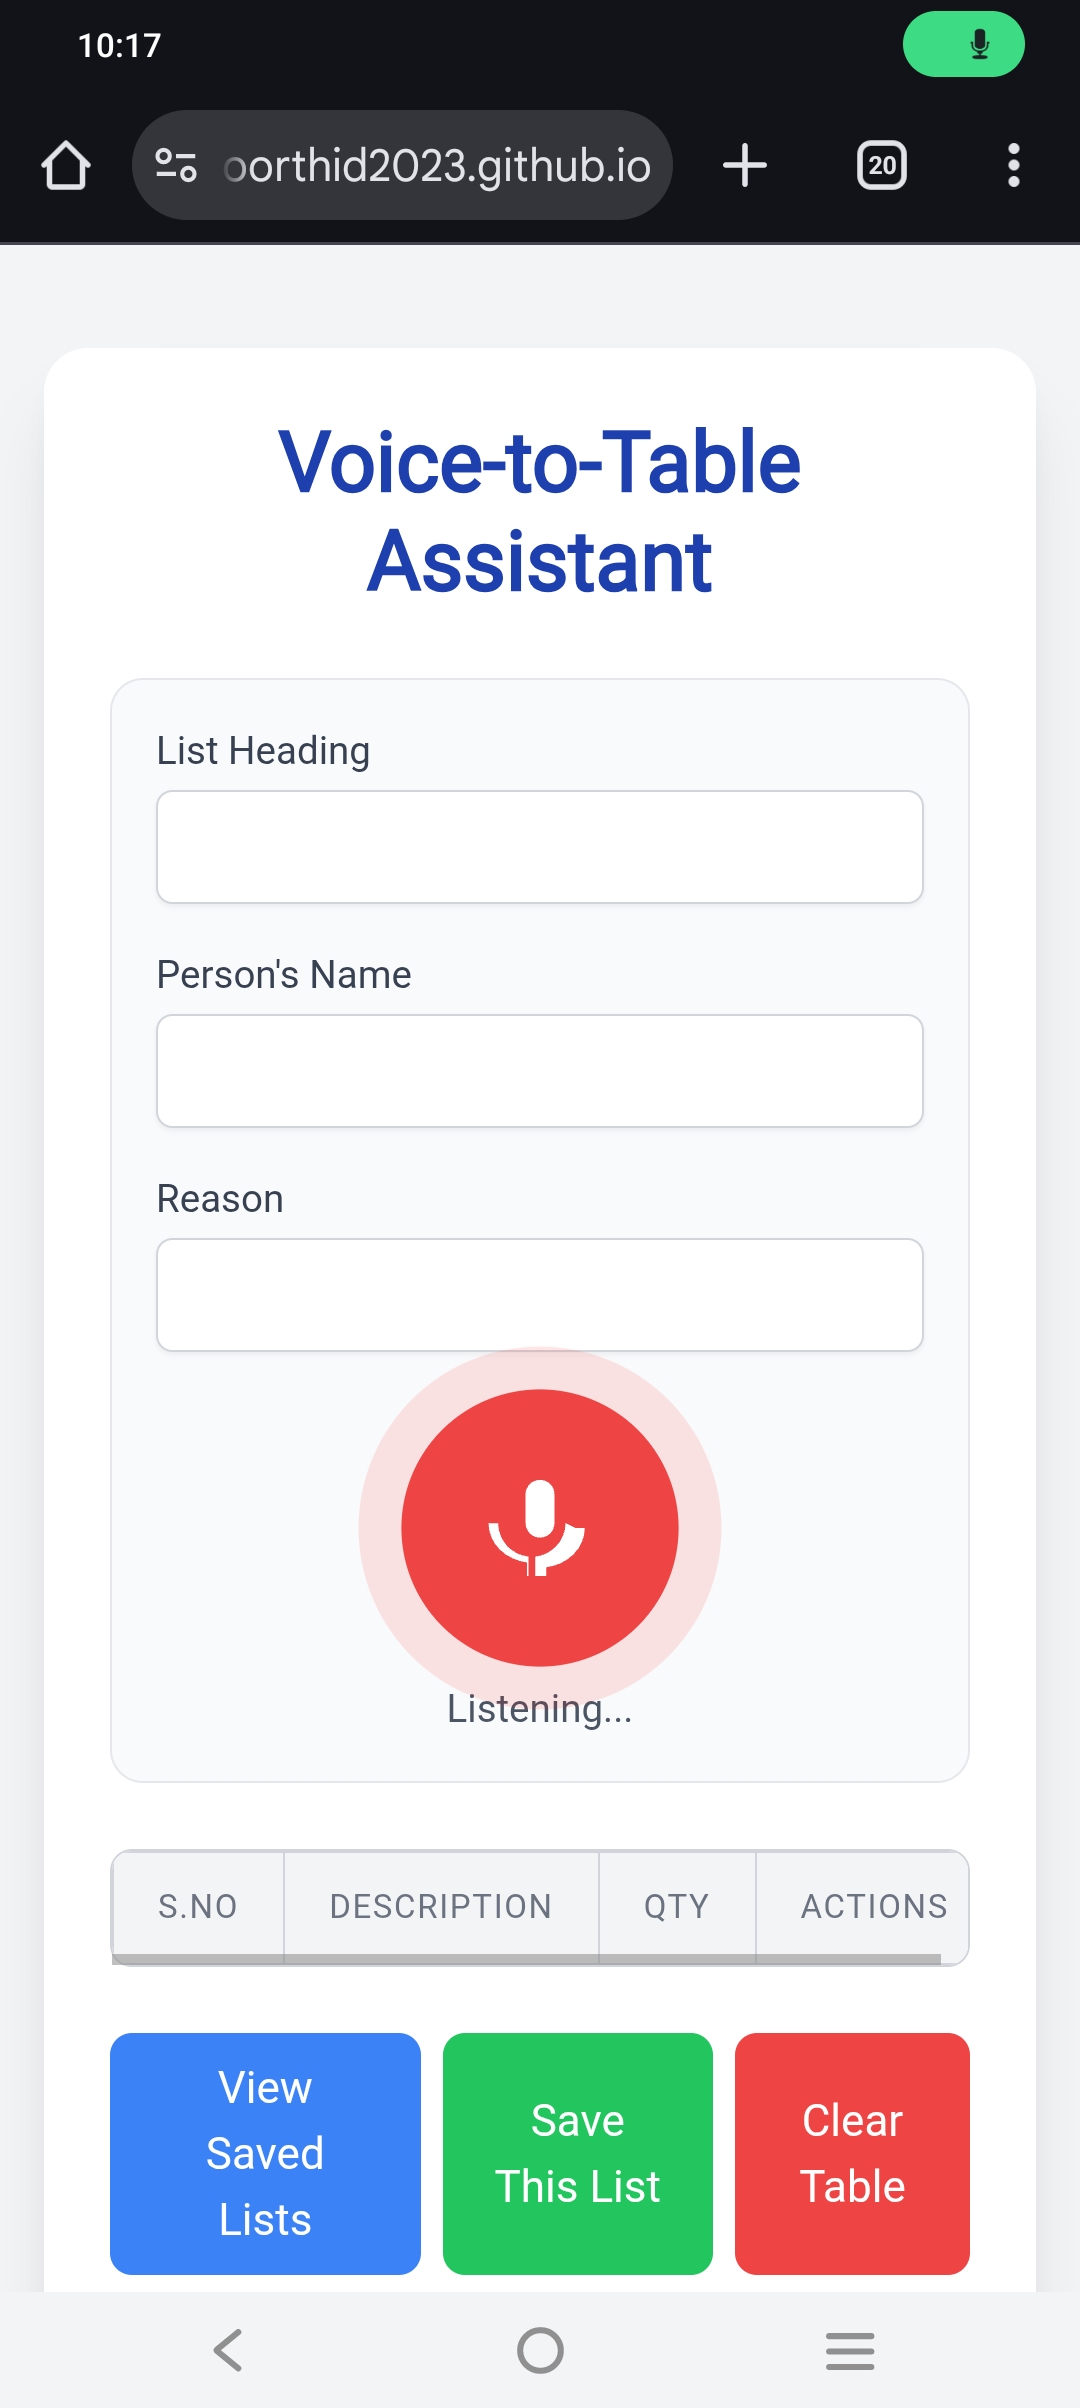 10:17
oorthid2023.github.io
20
Voice-to-Table
Assistant
List Heading
Person's Name
Reason
Listening...
S.NO DESCRIPTION QTY ACTIONS
View
Saved
Lists
Save
This List
Clear
Table